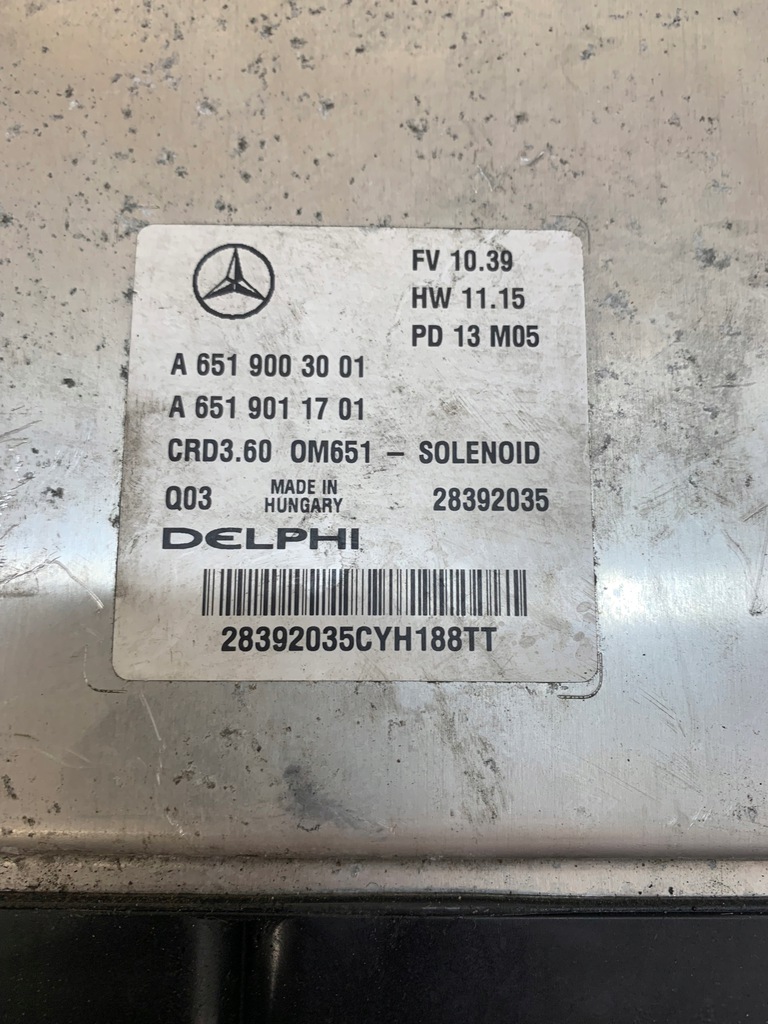 FV 10.39
HW 11.15
PD 13 M05
A 651 900 30 01
A 651 901 17 01
CRD3.60 OM651 – SOLENOID
Q03 MADE IN HUNGARY 28392035
DELPHI
28392035CYH188TT